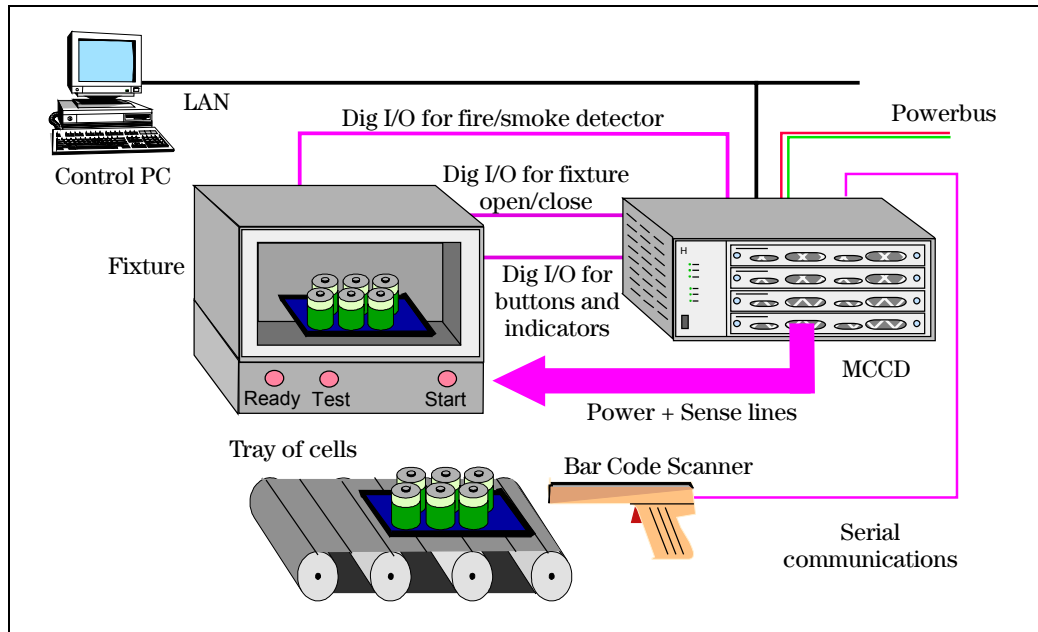 LAN
Dig I/O for fire/smoke detector
Powerbus
Control PC
Dig I/O for fixture
open/close
Fixture
H
Dig I/O for
buttons and
indicators
MCCD
Ready Test Start
Power + Sense lines
Tray of cells
Bar Code Scanner
Serial
communications